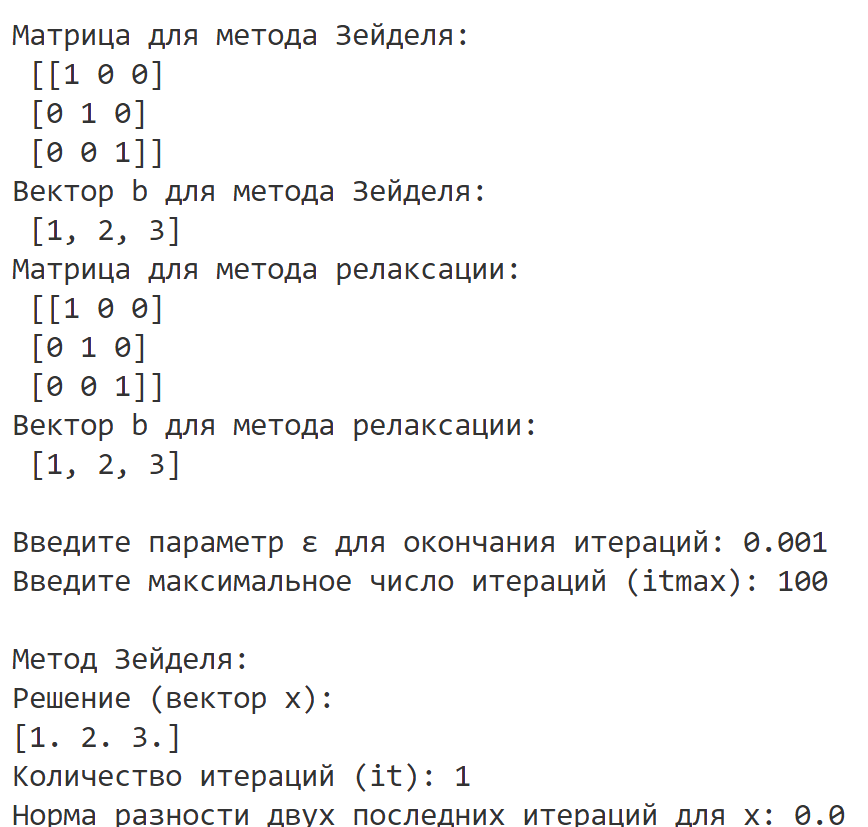 Матрица для метода Зейделя:
[[1 0 0]
[0 1 0]
[0 0 1]]
Вектор b для метода Зейделя:
[1, 2, 3]
Матрица для метода релаксации:
[[1 0 0]
[0 1 0]
[0 0 1]]
Вектор b для метода релаксации:
[1, 2, 3]
Введите параметр ε для окончания итераций: 0.001
Введите максимальное число итераций (itmax): 100
Метод Зейделя:
Решение (вектор x):
[1. 2. 3.]
Количество итераций (it): 1
Норма разности двух последних итераций для x: 0.0